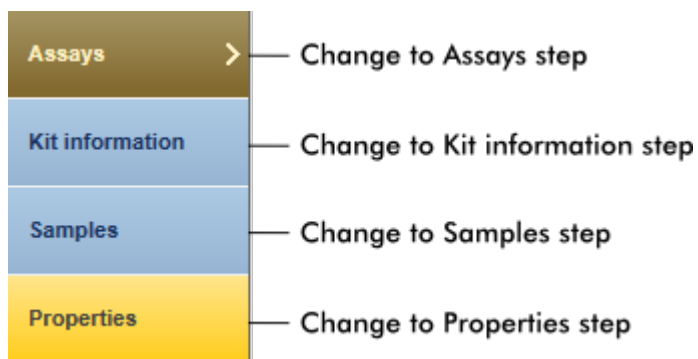 Assays Change to Assays step
Kit information Change to Kit information step
Samples Change to Samples step
Properties Change to Properties step